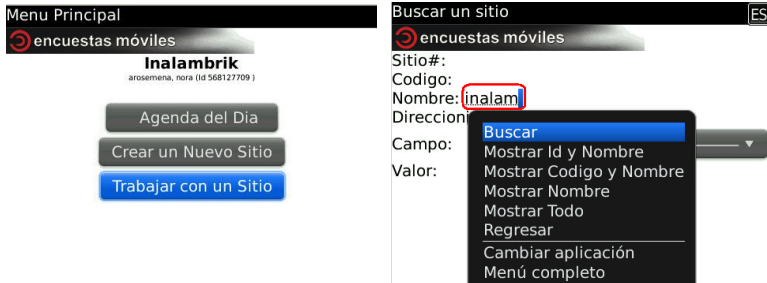 Menu Principal
encuestas móviles
Inalambrik
arosemena, nora (Id 568127709 )
Agenda del Dia
Crear un Nuevo Sitio
Trabajar con un Sitio
Buscar un sitio
ES
encuestas móviles
Sitio#:
Codigo:
Nombre: inalam
Direccion
Campo:
Valor:
Buscar
Mostrar Id y Nombre
Mostrar Codigo y Nombre
Mostrar Nombre
Mostrar Todo
Regresar
Cambiar aplicación
Menú completo